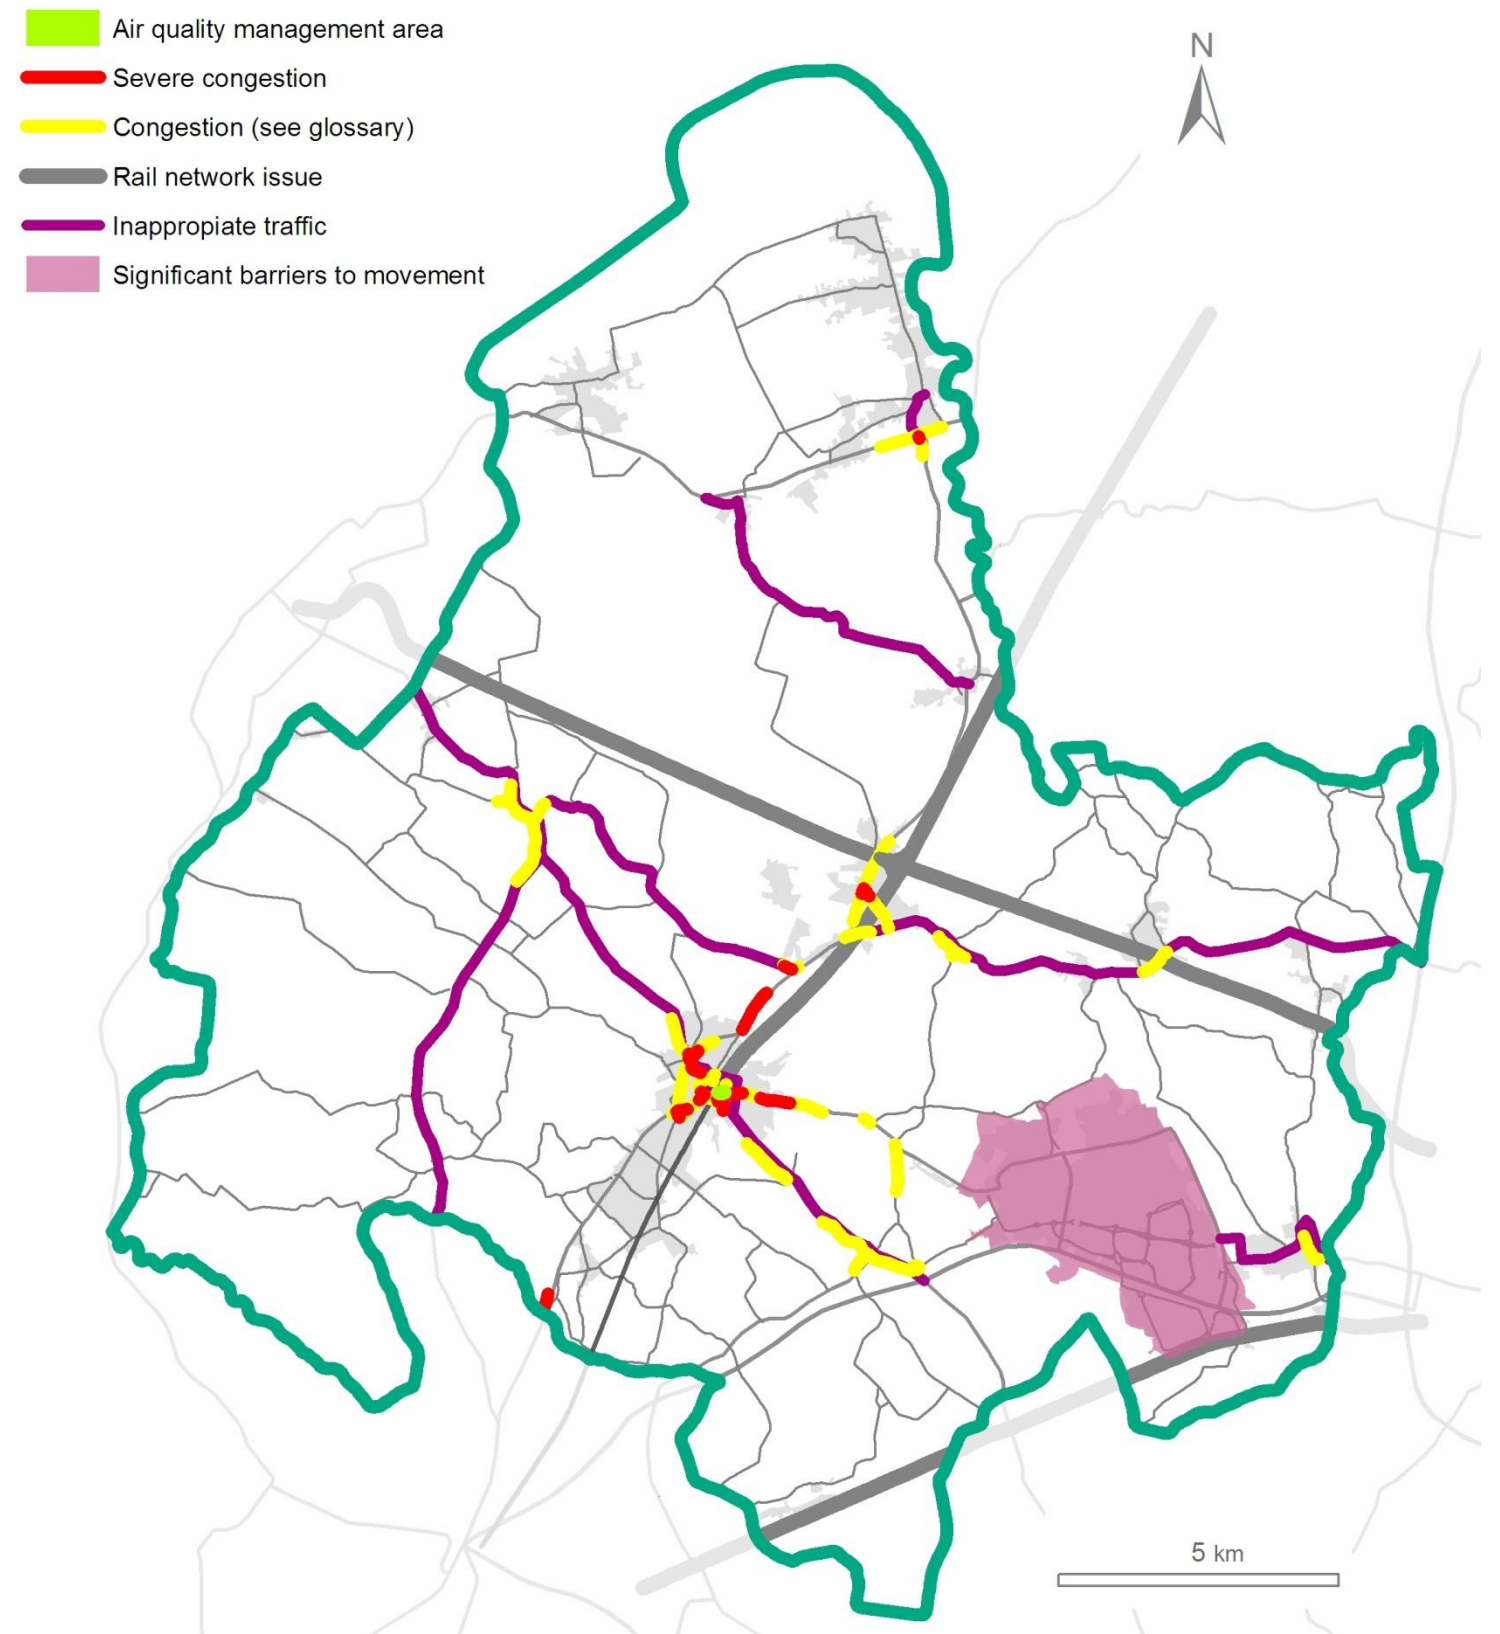 Air quality management area
Severe congestion
Congestion (see glossary)
Rail network issue
Inappropiate traffic
Significant barriers to movement
N
5 km